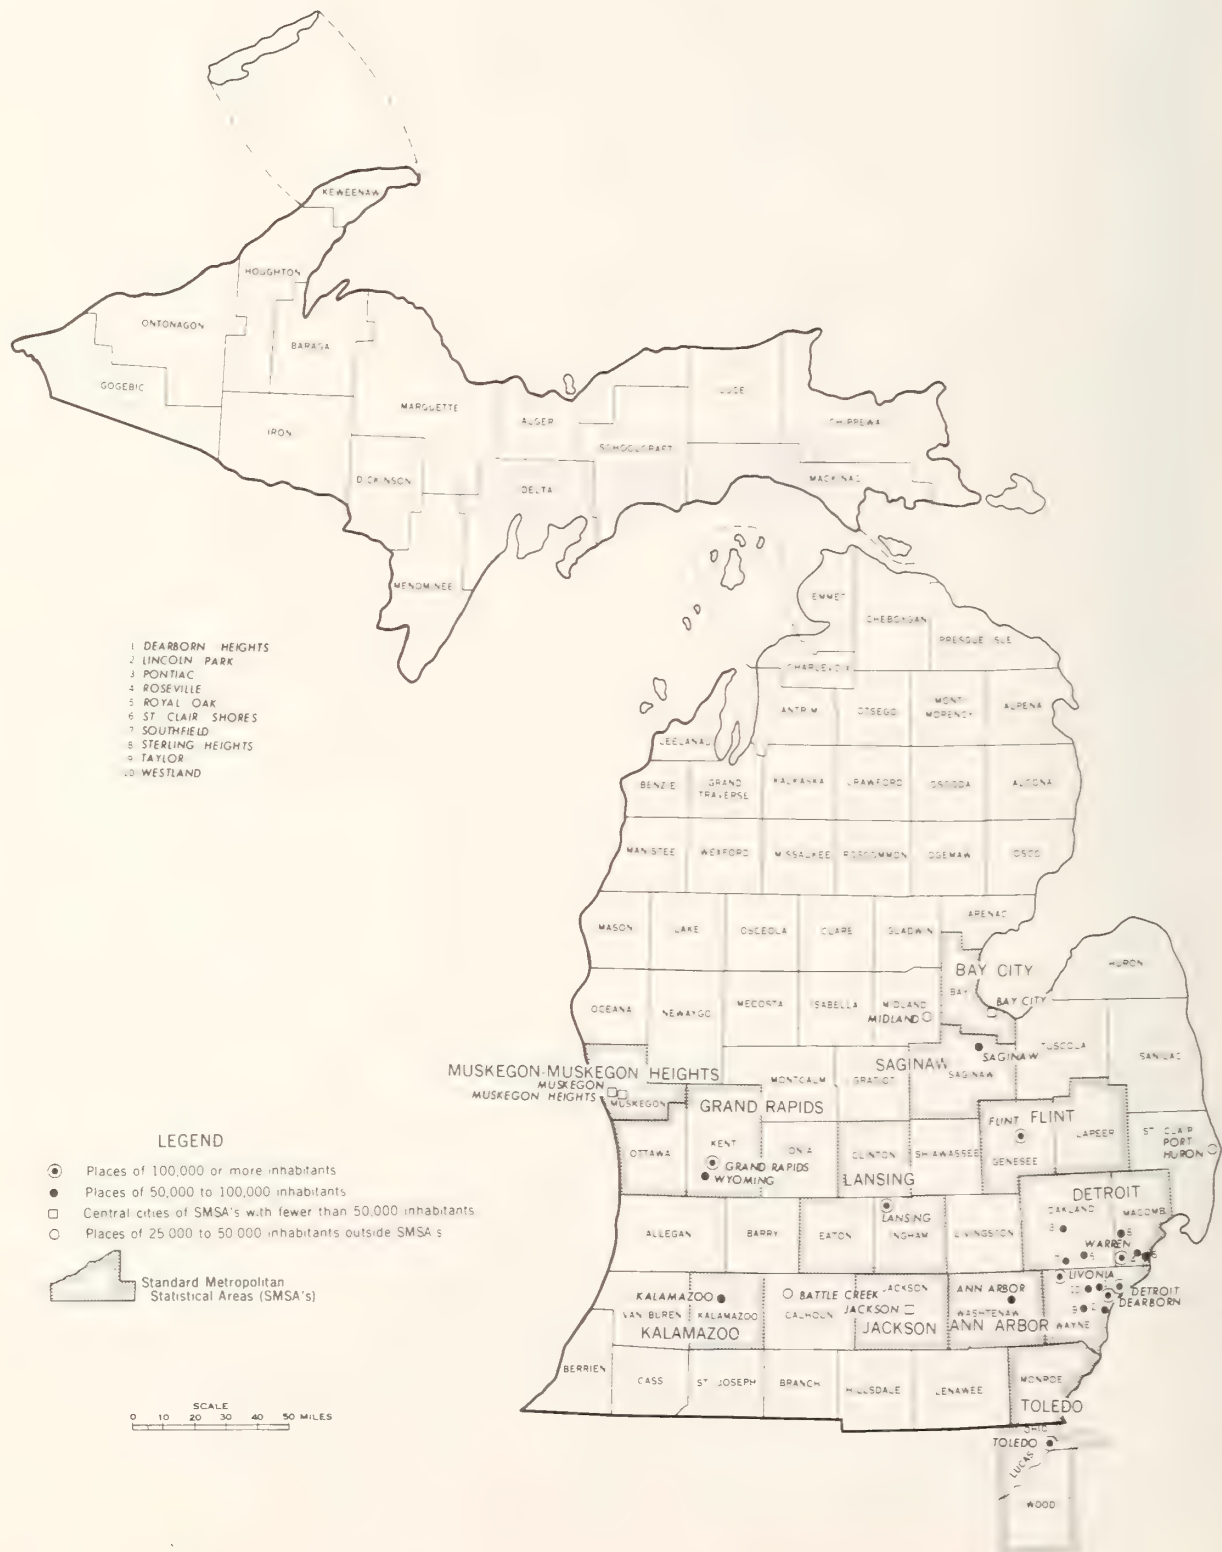 KEWEENAW
HOUGHTON
ONTONAGON
BARAGA
GOGEBIC
MARQUETTE
LUCE
ALGER
CHIPPEWA
IRON
SCHOOLCRAFT
DICKINSON
DELTA
MACKINAC
MENOMINEE
1 DEARBORN HEIGHTS
2 LINCOLN PARK
3 PONTIAC
4 ROSEVILLE
5 ROYAL OAK
6 ST CLAIR SHORES
7 SOUTHFIELD
8 STERLING HEIGHTS
9 TAYLOR
10 WESTLAND
EMMET
CHEBOYGAN
PRESQUE ISLE
CHARLEVOIX
ANTRIM
OTSEGO
MONT-
MORENCY
ALPENA
LEELANAU
BENZIE
GRAND
TRAVERSE
KALKASKA
CRAWFORD
OSCODA
ALCONA
MANISTEE
WEXFORD
MISSAUKEE
ROSCOMMON
OGEMAW
IOSCO
ARENAC
MASON
LAKE
OSCEOLA
CLARE
GLADWIN
BAY CITY
HURON
BAY
BAY CITY
OCEANA
NEWAYGO
MECOSTA
ISABELLA
MIDLAND
MIDLAND
SAGINAW
SAGINAW
SAGINAW
TUSCOLA
SANILAC
MUSKEGON-MUSKEGON HEIGHTS
MUSKEGON
MUSKEGON HEIGHTS
MUSKEGON
MONTCALM
GRATIOT
GRAND RAPIDS
FLINT
FLINT
LAPEER
ST CLAIR
PORT
HURON
GENESEE
OTTAWA
KENT
GRAND RAPIDS
WYOMING
IONIA
CLINTON
SHIAWASSEE
LANSING
LANSING
DETROIT
OAKLAND
MACOMB
ALLEGAN
BARRY
EATON
INGHAM
LIVINGSTON
3
8
WARREN
7
LIVONIA
DETROIT
DEARBORN
10
9
2
WAYNE
KALAMAZOO
BATTLE CREEK
JACKSON
JACKSON
ANN ARBOR
WASHTENAW
VAN BUREN
KALAMAZOO
CALHOUN
KALAMAZOO
JACKSON
ANN ARBOR
BERRIEN
CASS
ST JOSEPH
BRANCH
HILLSDALE
LENAWEE
MONROE
TOLEDO
OHIO
TOLEDO
LUCAS
WOOD
LEGEND
Places of 100,000 or more inhabitants
Places of 50,000 to 100,000 inhabitants
Central cities of SMSA's with fewer than 50,000 inhabitants
Places of 25 000 to 50 000 inhabitants outside SMSA s
Standard Metropolitan
Statistical Areas (SMSA's)
SCALE
0 10 20 30 40 50 MILES